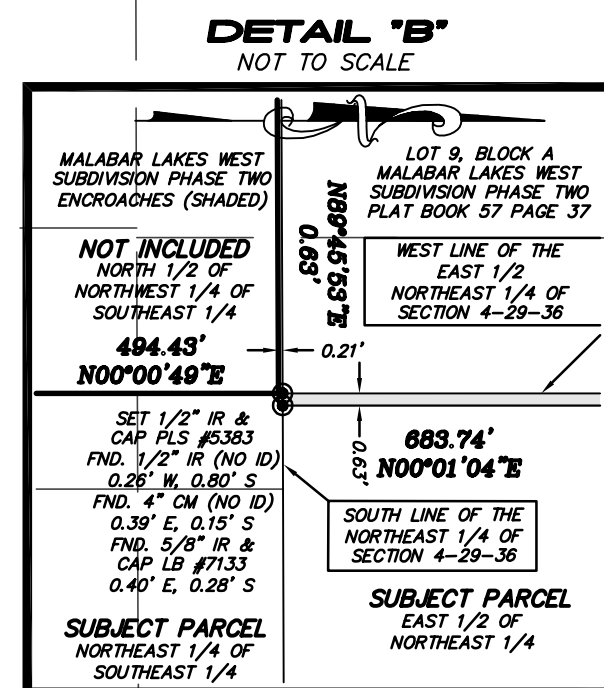 DETAIL "B"
NOT TO SCALE
MALABAR LAKES WEST
SUBDIVISION PHASE TWO
ENCROACHES (SHADED)
LOT 9, BLOCK A
MALABAR LAKES WEST
SUBDIVISION PHASE TWO
PLAT BOOK 57 PAGE 37
N89°45'53"E
0.63'
NOT INCLUDED
NORTH 1/2 OF
NORTHWEST 1/4 OF
SOUTHEAST 1/4
WEST LINE OF THE
EAST 1/2
NORTHEAST 1/4 OF
SECTION 4-29-36
494.43'
N00°00'49"E
0.21'
SET 1/2" IR &
CAP PLS #5383
FND. 1/2" IR (NO ID)
0.26' W, 0.80' S
FND. 4" CM (NO ID)
0.39' E, 0.15' S
FND. 5/8" IR &
CAP LB #7133
0.40' E, 0.28' S
0.63'
683.74'
N00°01'04"E
SOUTH LINE OF THE
NORTHEAST 1/4 OF
SECTION 4-29-36
SUBJECT PARCEL
NORTHEAST 1/4 OF
SOUTHEAST 1/4
SUBJECT PARCEL
EAST 1/2 OF
NORTHEAST 1/4